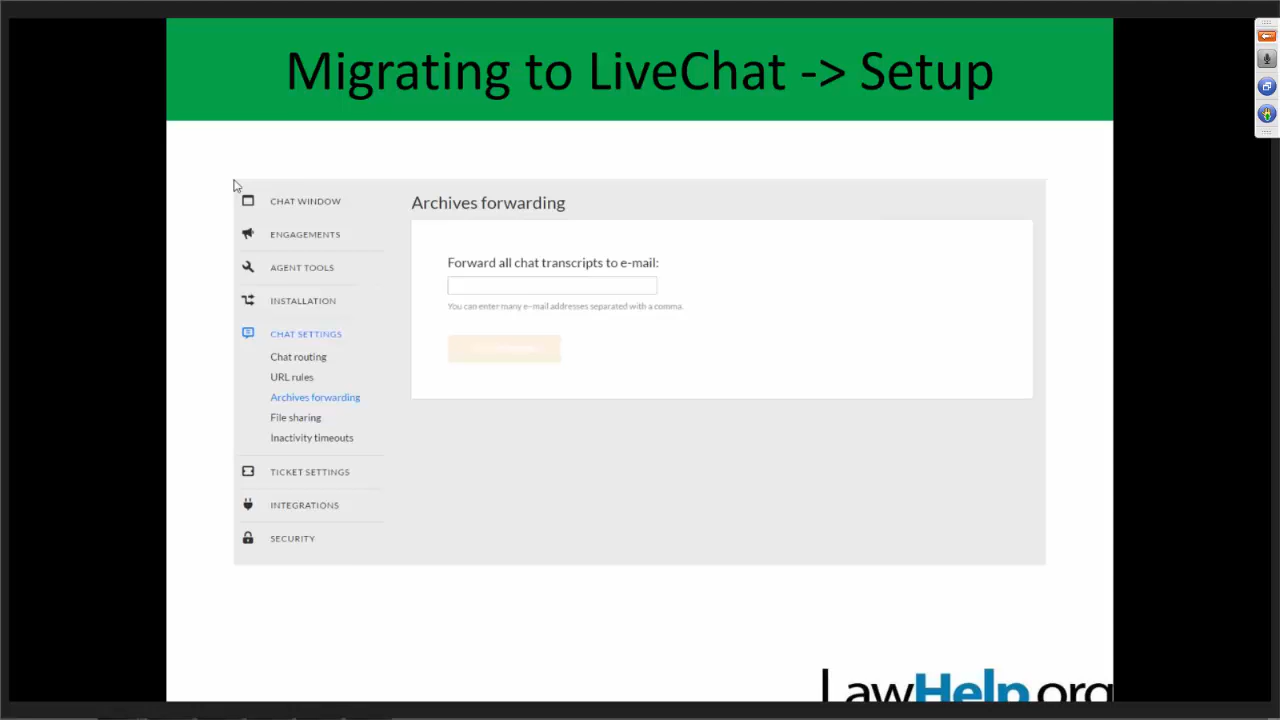 Migrating to LiveChat -> Setup
CHAT WINDOW
ENGAGEMENTS
AGENT TOOLS
INSTALLATION
CHAT SETTINGS
Chat routing
URL rules
Archives forwarding
File sharing
Inactivity timeouts
TICKET SETTINGS
INTEGRATIONS
SECURITY
Archives forwarding
Forward all chat transcripts to e-mail:
You can enter many e-mail addresses separated with a comma.
LawHelp.org